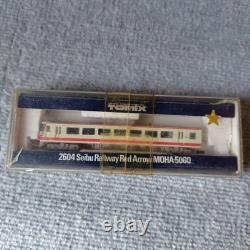 TOMIX
2604 Seibu Railway Red Arrow MOHA 5060